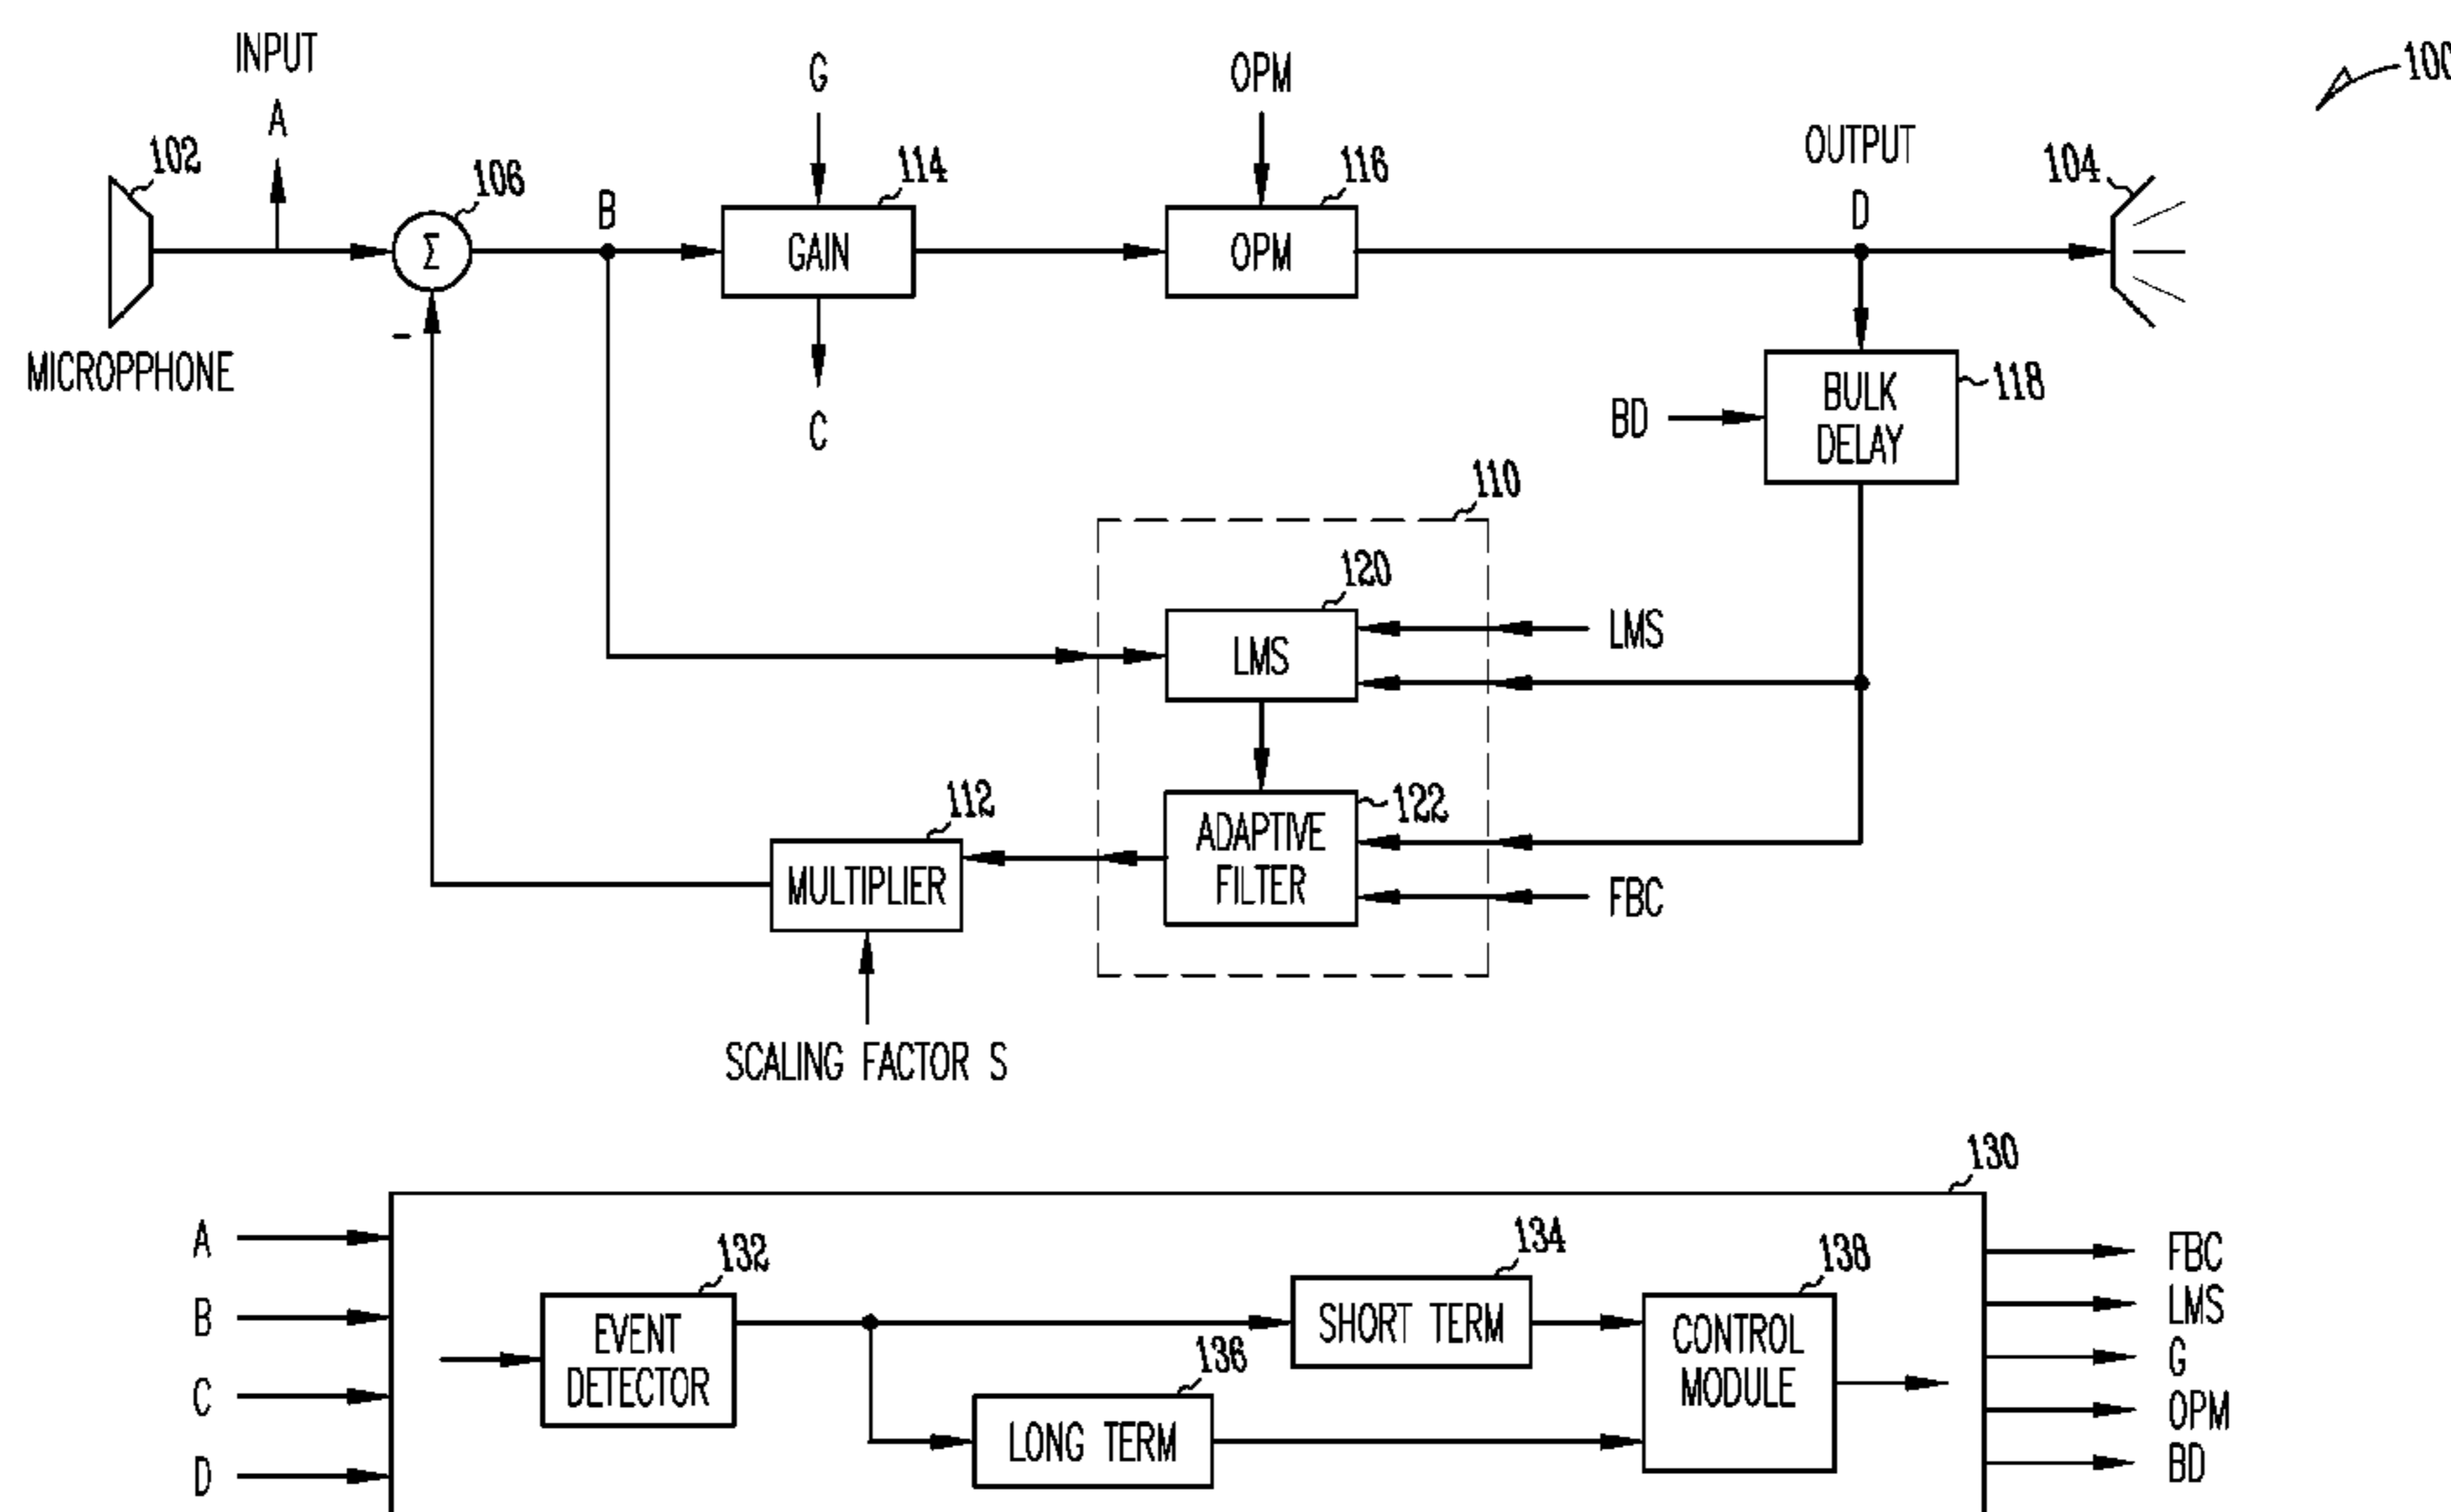 INPUT
A
G
OPM
100
102
106
B
114
116
OUTPUT
D
104
Σ
GAIN
OPM
-
MICROPPHONE
C
BD
BULK
DELAY
118
110
120
LMS
LMS
112
MULTIPLIER
ADAPTIVE
FILTER
122
FBC
SCALING FACTOR S
130
A
B
C
D
132
EVENT
DETECTOR
134
SHORT TERM
136
LONG TERM
138
CONTROL
MODULE
FBC
LMS
G
OPM
BD